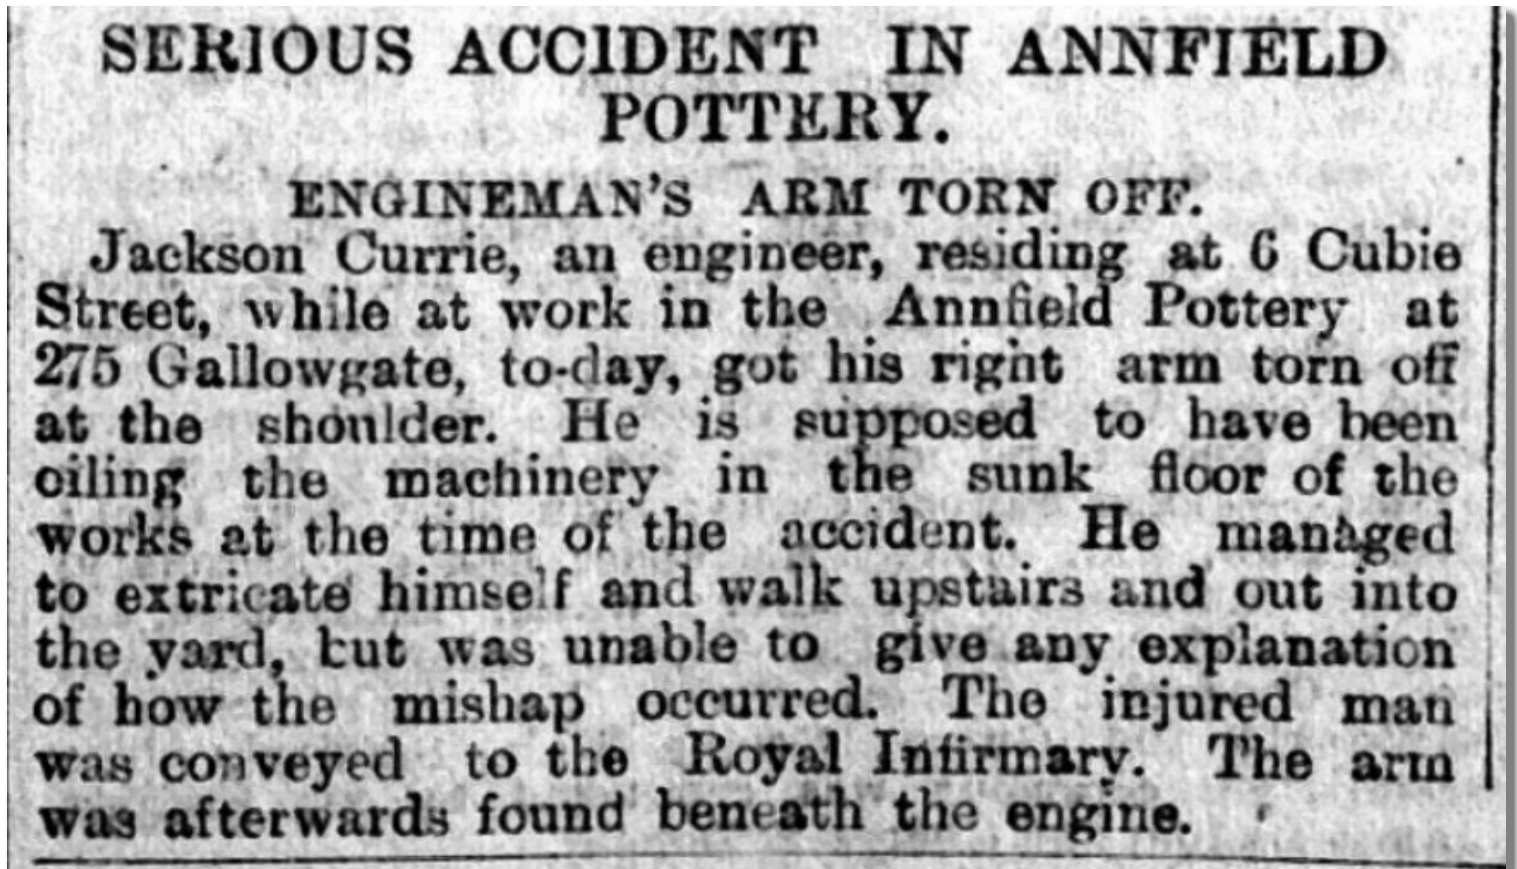 SERIOUS ACCIDENT IN ANNFIELD
POTTERY.
ENGINEMAN'S ARM TORN OFF.
Jackson Currie, an engineer, residing at 6 Cubie
Street, while at work in the Annfield Pottery at
275 Gallowgate, to-day, got his right arm torn off
at the shoulder. He is supposed to have been
oiling the machinery in the sunk floor of the
works at the time of the accident. He managed
to extricate himself and walk upstairs and out into
the yard, but was unable to give any explanation
of how the mishap occurred. The injured man
was conveyed to the Royal Infirmary. The arm
was afterwards found beneath the engine.